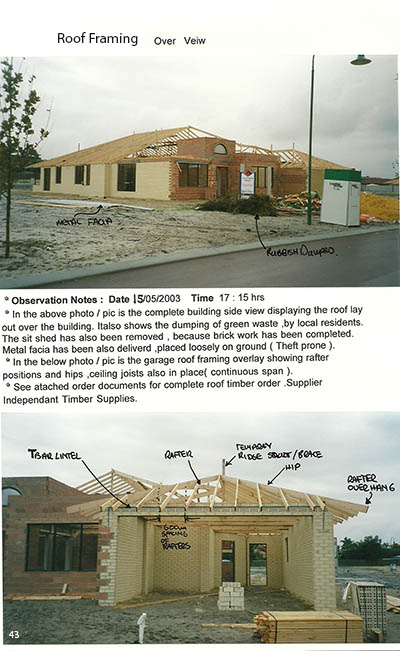 Roof Framing Over Veiw
METAL FACIA
RUBBISH DUMPED.
* Observation Notes : Date 15/05/2003 Time 17 : 15 hrs
* In the above photo / pic is the complete building side view displaying the roof lay
out over the building. Italso shows the dumping of green waste ,by local residents.
The sit shed has also been removed , because brick work has been completed.
Metal facia has been also deliverd ,placed loosely on ground ( Theft prone ).
* In the below photo / pic is the garage roof framing overlay showing rafter
positions and hips ,ceiling joists also in place( continuous span ).
* See attached order documents for complete roof timber order .Supplier
Independant Timber Supplies.
TBAR LINTEL
RAFTER
TEMPRAY
RIDGE STRUT/BRACE
HIP
RAFTER
OVERHANG
600mm
SPACING
OF
RAFTERS
43